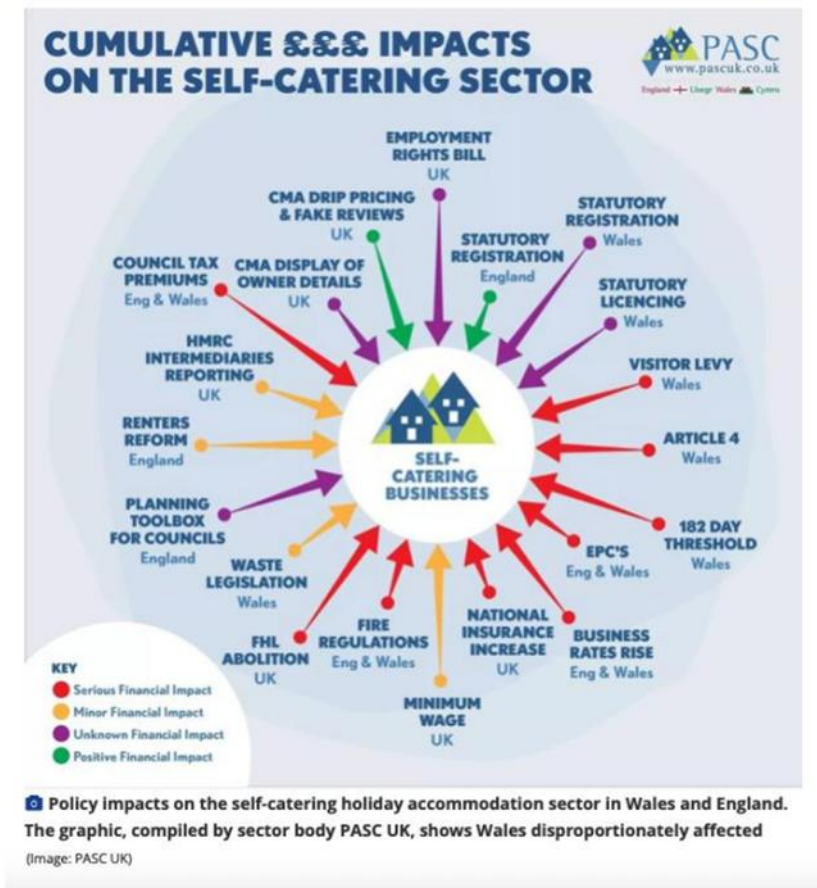 CUMULATIVE £££ IMPACTS
ON THE SELF-CATERING SECTOR
PASC
www.pascuk.co.uk
England Lloegr Wales Cymru
EMPLOYMENT
RIGHTS BILL
UK
CMA DRIP PRICING
& FAKE REVIEWS
UK
STATUTORY
REGISTRATION
England
STATUTORY
REGISTRATION
Wales
COUNCIL TAX
PREMIUMS
Eng & Wales
CMA DISPLAY OF
OWNER DETAILS
UK
STATUTORY
LICENCING
Wales
HMRC
INTERMEDIARIES
REPORTING
UK
VISITOR LEVY
Wales
RENTERS
REFORM
England
ARTICLE 4
Wales
SELF-
CATERING
BUSINESSES
PLANNING
TOOLBOX
FOR COUNCILS
England
182 DAY
THRESHOLD
Wales
EPC'S
Eng & Wales
WASTE
LEGISLATION
Wales
FHL
ABOLITION
UK
FIRE
REGULATIONS
Eng & Wales
NATIONAL
INSURANCE
INCREASE
UK
BUSINESS
RATES RISE
Eng & Wales
MINIMUM
WAGE
UK
KEY
Serious Financial Impact
Minor Financial Impact
Unknown Financial Impact
Positive Financial Impact
Policy impacts on the self-catering holiday accommodation sector in Wales and England.
The graphic, compiled by sector body PASC UK, shows Wales disproportionately affected
(Image: PASC UK)